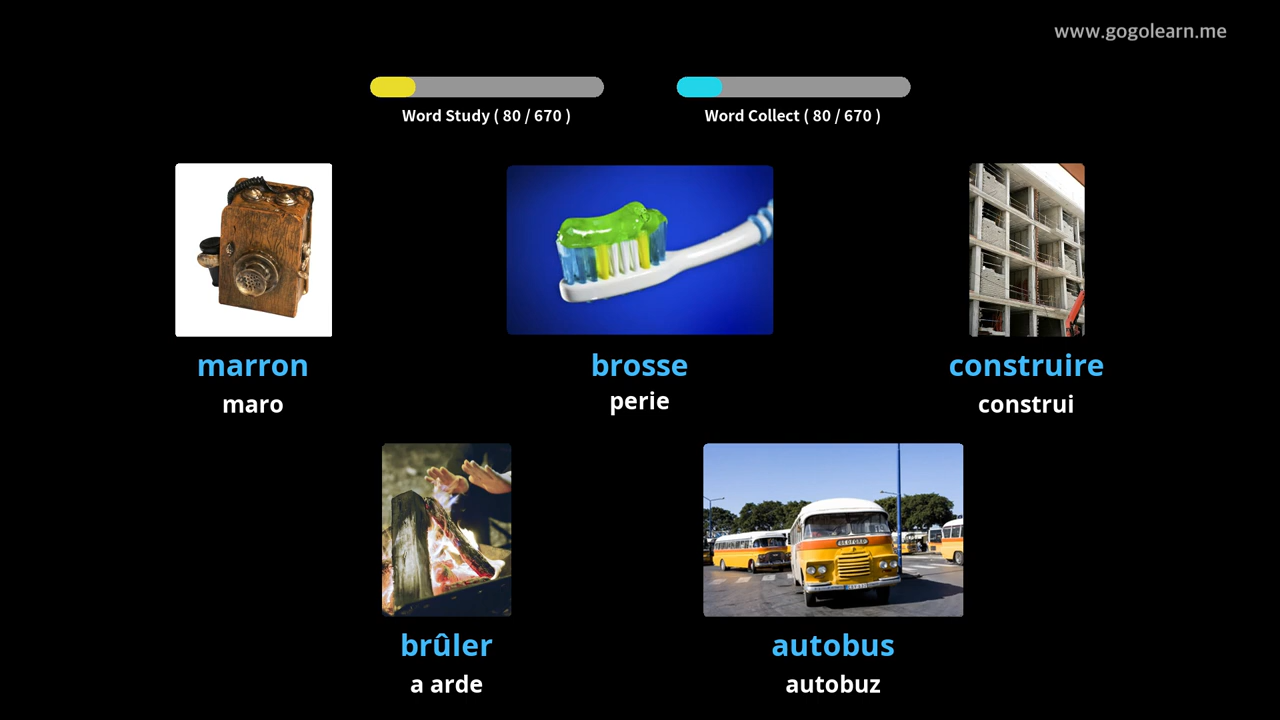 www.gogolearn.me
Word Study ( 80 / 670 )
Word Collect ( 80 / 670 )
marron
maro
brosse
perie
construire
construi
brûler
a arde
autobus
autobuz
BEDFORD